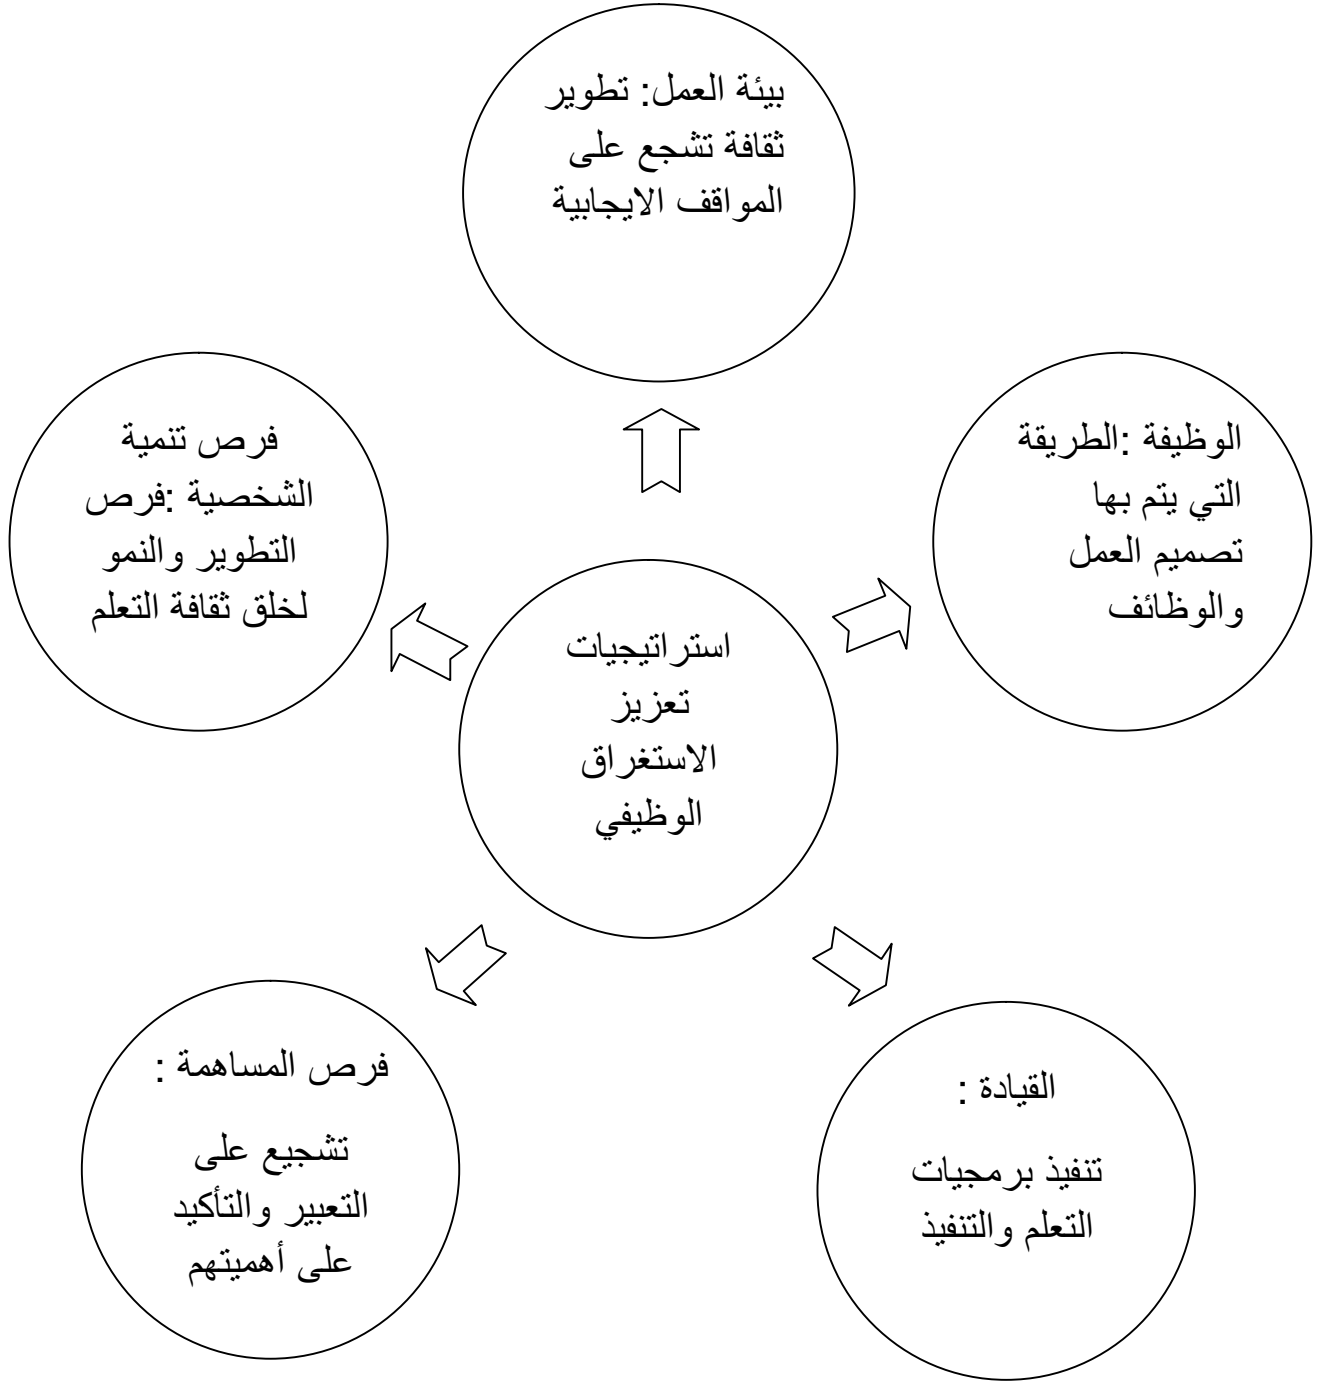 بيئة العمل: تطوير
ثقافة تشجع على
المواقف الايجابية
الوظيفة :الطريقة
التي يتم بها
تصميم العمل
والوظائف
فرص تنمية
الشخصية :فرص
التطوير والنمو
لخلق ثقافة التعلم
استراتيجيات
تعزيز
الاستغراق
الوظيفي
القيادة :
تنفيذ برمجيات
التعلم والتنفيذ
فرص المساهمة :
تشجيع على
التعبير والتأكيد
على أهميتهم